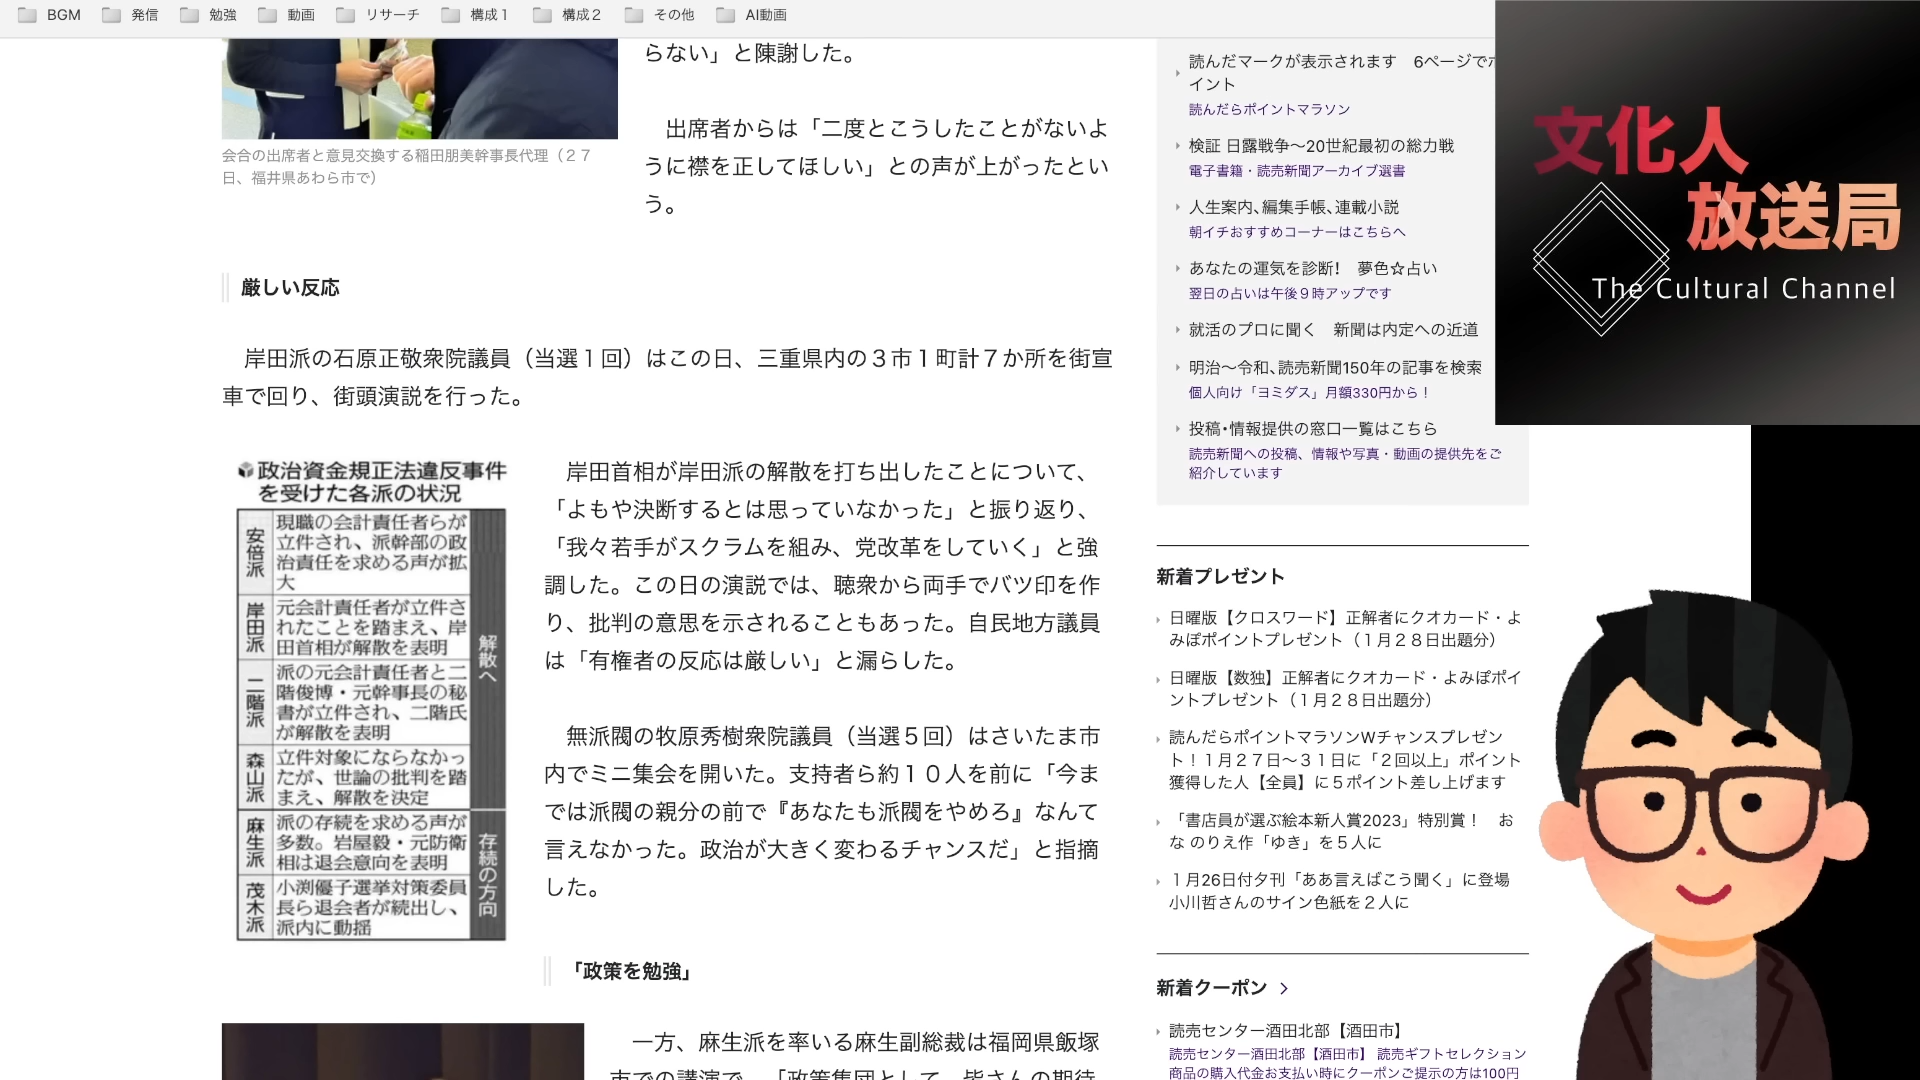 BGM
発信
勉強
動画
リサーチ
構成１
構成２
その他
AI動画
らない」と陳謝した。
会合の出席者と意見交換する稲田朋美幹事長代理（２７
日、福井県あわら市で）
出席者からは「二度とこうしたことがないよ
うに襟を正してほしい」との声が上がったとい
う。
厳しい反応
岸田派の石原正敬衆院議員（当選１回）はこの日、三重県内の３市１町計７か所を街宣
車で回り、街頭演説を行った。
政治資金規正法違反事件
を受けた各派の状況
安倍派
現職の会計責任者らが
立件され、派幹部の政
治責任を求める声が拡
大
岸田派
元会計責任者が立件さ
れたことを踏まえ、岸
田首相が解散を表明
二階派
派の元会計責任者と二
階俊博・元幹事長の秘
書が立件され、二階氏
が解散を表明
森山派
立件対象にならなかっ
たが、世論の批判を踏
まえ、解散を決定
解散へ
麻生派
派の存続を求める声が
多数。岩屋毅・元防衛
相は退会意向を表明
茂木派
小渕優子選挙対策委員
長ら退会者が続出し、
派内に動揺
存続の方向
岸田首相が岸田派の解散を打ち出したことについて、
「よもや決断するとは思っていなかった」と振り返り、
「我々若手がスクラムを組み、党改革をしていく」と強
調した。この日の演説では、聴衆から両手でバツ印を作
り、批判の意思を示されることもあった。自民地方議員
は「有権者の反応は厳しい」と漏らした。
無派閥の牧原秀樹衆院議員（当選５回）はさいたま市
内でミニ集会を開いた。支持者ら約１０人を前に「今ま
では派閥の親分の前で『あなたも派閥をやめろ』なんて
言えなかった。政治が大きく変わるチャンスだ」と指摘
した。
「政策を勉強」
一方、麻生派を率いる麻生副総裁は福岡県飯塚
市での講演で、「政策集団として、皆さんの期待
読んだマークが表示されます　6ページでポ
イント
読んだらポイントマラソン
検証 日露戦争～20世紀最初の総力戦
電子書籍・読売新聞アーカイブ選書
人生案内、編集手帳、連載小説
朝イチおすすめコーナーはこちらへ
あなたの運気を診断！　夢色☆占い
翌日の占いは午後９時アップです
就活のプロに聞く　新聞は内定への近道
明治～令和、読売新聞150年の記事を検索
個人向け「ヨミダス」月額330円から！
投稿・情報提供の窓口一覧はこちら
読売新聞への投稿、情報や写真・動画の提供先をご
紹介しています
新着プレゼント
日曜版【クロスワード】正解者にクオカード・よ
みぽポイントプレゼント（１月２８日出題分）
日曜版【数独】正解者にクオカード・よみぽポイ
ントプレゼント（１月２８日出題分）
読んだらポイントマラソンWチャンスプレゼン
ト！１月２７日～３１日に「２回以上」ポイント
獲得した人【全員】に５ポイント差し上げます
「書店員が選ぶ絵本新人賞2023」特別賞！　お
な のりえ作「ゆき」を５人に
１月26日付夕刊「ああ言えばこう聞く」に登場
小川哲さんのサイン色紙を２人に
新着クーポン
読売センター酒田北部【酒田市】
読売センター酒田北部【酒田市】 読売ギフトセレクション
商品の購入代金お支払い時にクーポンご提示の方は100円
文化人
放送局
The Cultural Channel